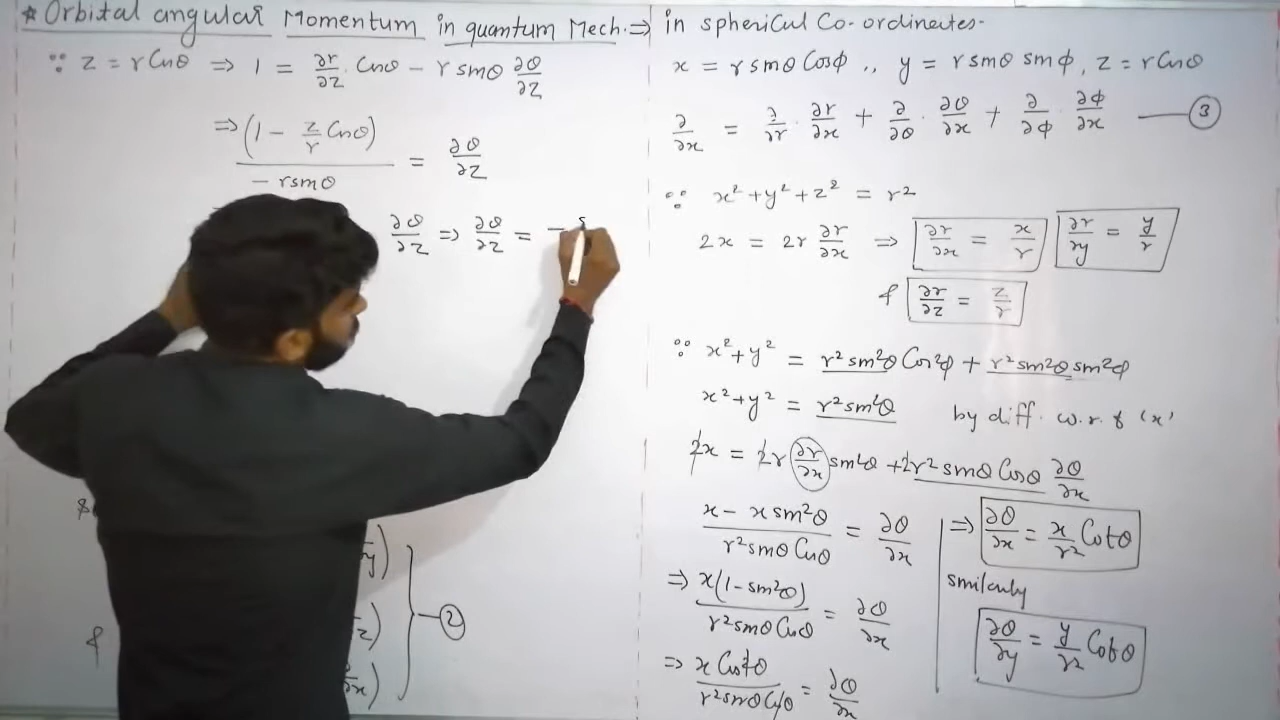 * Orbital angular Momentum in quantum Mech. ⇒ in sphericul Co-ordinates-
∵ z = r Cosθ ⇒ 1 = ∂r/∂z . Cosθ - r sinθ ∂θ/∂z
⇒ (1 - z/r Cosθ) / - r sinθ = ∂θ/∂z
∂θ/∂z ⇒ ∂θ/∂z = - s
y)
z)
∂x)
} — ②
&
x = r sinθ Cosϕ ,, y = r sinθ sinϕ, z = r Cosθ
∂/∂x = ∂/∂r . ∂r/∂x + ∂/∂θ . ∂θ/∂x + ∂/∂ϕ . ∂ϕ/∂x — ③
∵ x² + y² + z² = r²
2x = 2r ∂r/∂x ⇒ ∂r/∂x = x/r ∂r/∂y = y/r
& ∂r/∂z = z/r
∵ x² + y² = r² sin²θ Cos²ϕ + r² sin²θ sin²ϕ
x² + y² = r² sin²θ by diff. w.r.t 'x'
2x = 2r ∂r/∂x sin²θ + 2r² sinθ Cosθ ∂θ/∂x
x - x sin²θ / r² sinθ Cosθ = ∂θ/∂x
⇒ ∂θ/∂x = x/r² Cotθ
⇒ x(1 - sin²θ) / r² sinθ Cosθ = ∂θ/∂x
similarly
∂θ/∂y = y/r² Cotθ
⇒ x Cos²θ / r² sinθ Cosθ = ∂θ/∂x